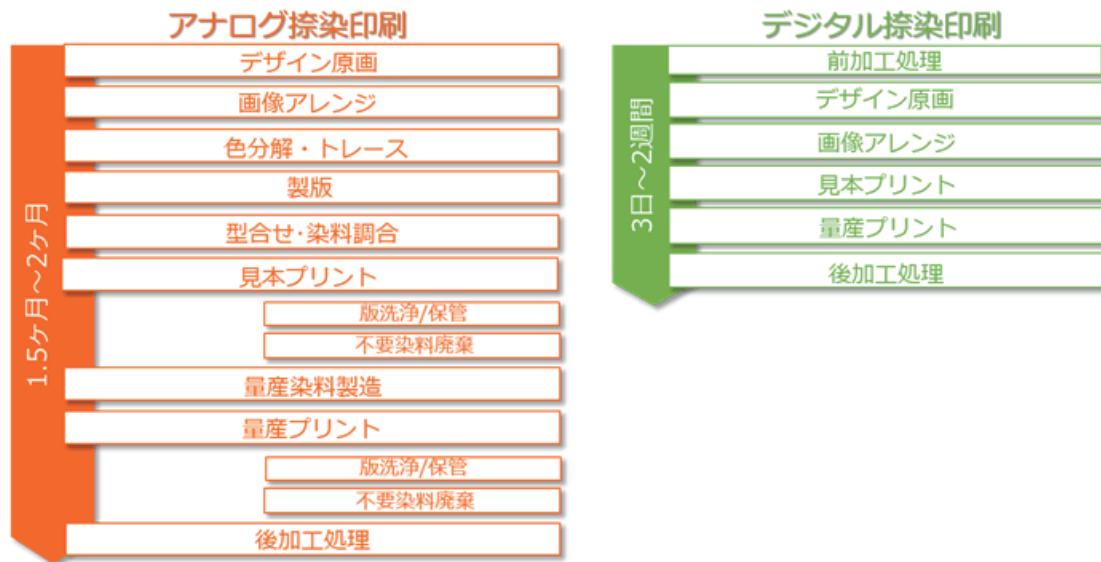 アナログ捺染印刷
1.5ヶ月～2ヶ月
デザイン原画
画像アレンジ
色分解・トレース
製版
型合せ・染料調合
見本プリント
版洗浄/保管
不要染料廃棄
量産染料製造
量産プリント
版洗浄/保管
不要染料廃棄
後加工処理
デジタル捺染印刷
3日～2週間
前加工処理
デザイン原画
画像アレンジ
見本プリント
量産プリント
後加工処理